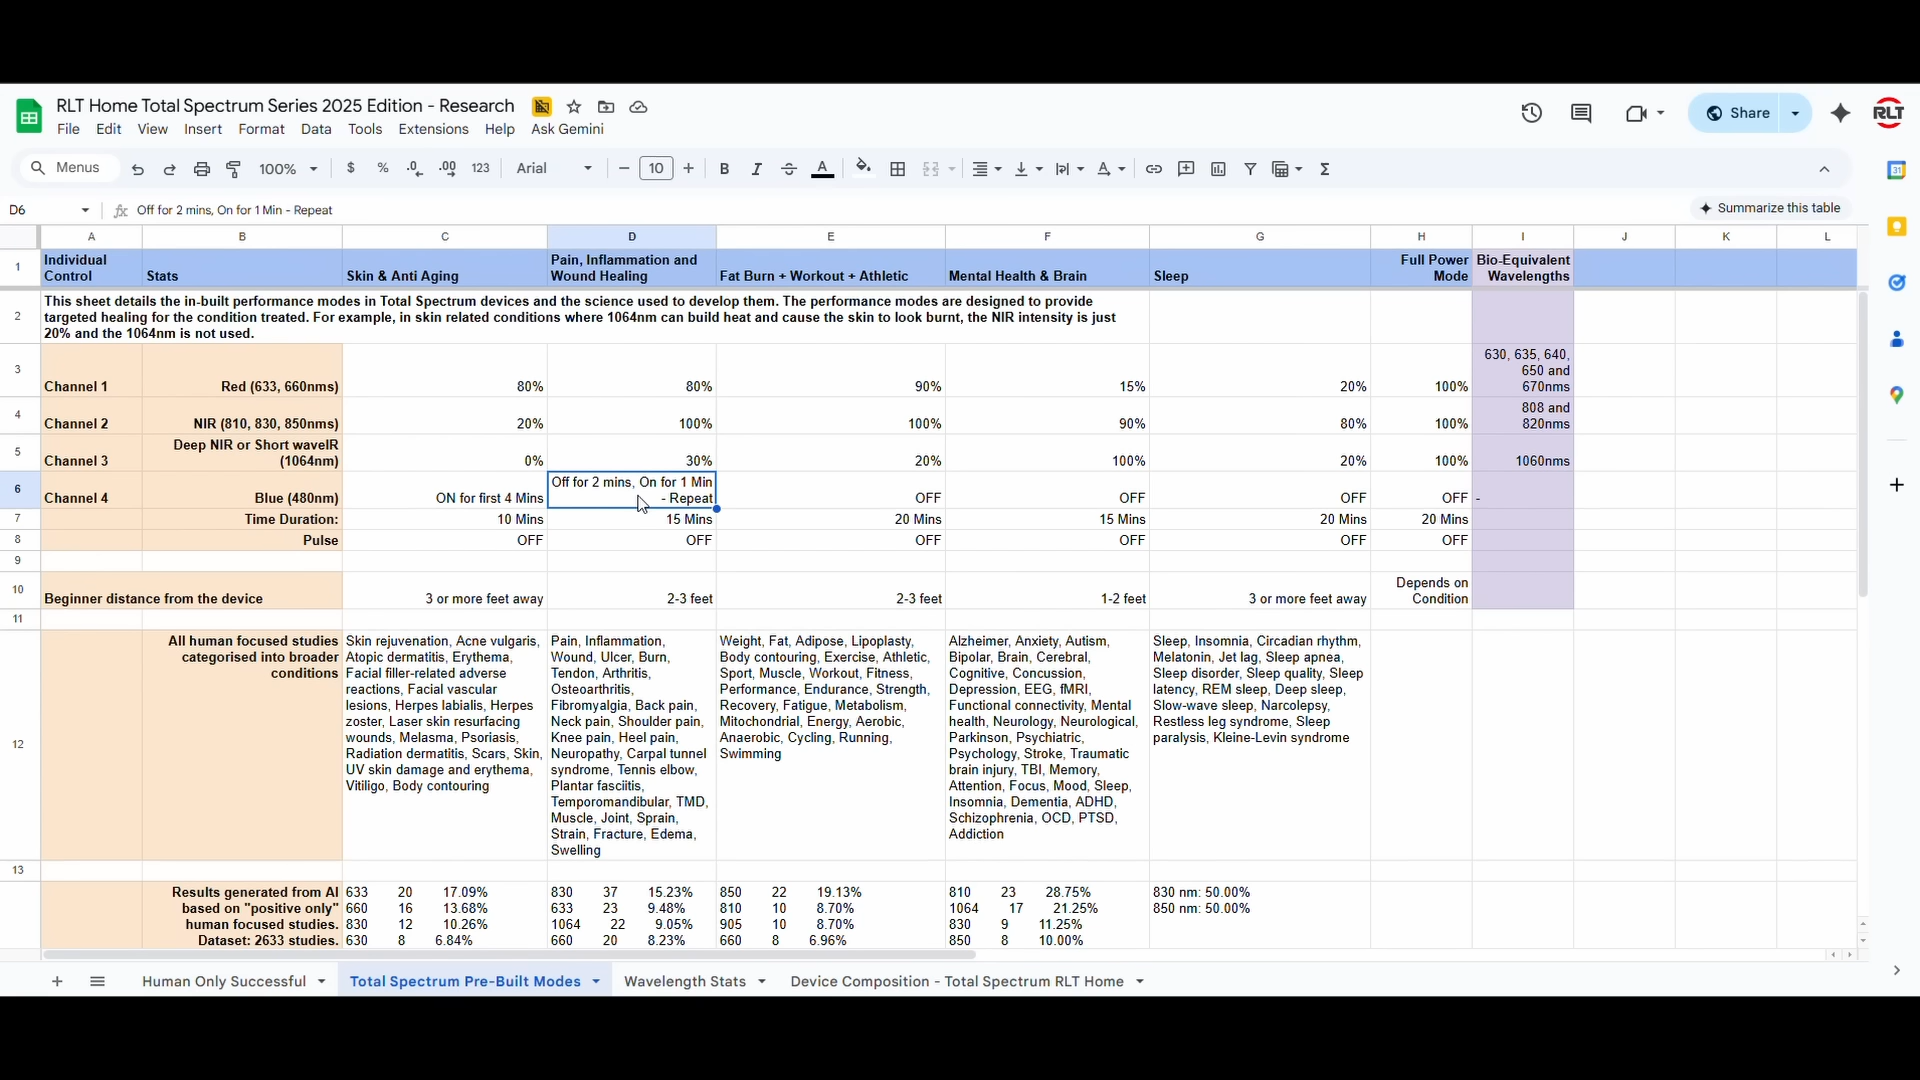 RLT Home Total Spectrum Series 2025 Edition - Research
File Edit View Insert Format Data Tools Extensions Help Ask Gemini
Share
RLT
Menus
100%
$ % .0 .00 123
Arial
10
B I A
D6
Off for 2 mins, On for 1 Min - Repeat
Summarize this table
A B C D E F G H I J K L
1
Individual Control
Stats
Skin & Anti Aging
Pain, Inflammation and Wound Healing
Fat Burn + Workout + Athletic
Mental Health & Brain
Sleep
Full Power Mode
Bio-Equivalent Wavelengths
2
This sheet details the in-built performance modes in Total Spectrum devices and the science used to develop them. The performance modes are designed to provide
targeted healing for the condition treated. For example, in skin related conditions where 1064nm can build heat and cause the skin to look burnt, the NIR intensity is just
20% and the 1064nm is not used.
3
Channel 1 Red (633, 660nms) 80% 80% 90% 15% 20% 100%
630, 635, 640,
650 and
670nms
4
Channel 2 NIR (810, 830, 850nms) 20% 100% 100% 90% 80% 100%
808 and
820nms
5
Channel 3
Deep NIR or Short waveIR
(1064nm)
0% 30% 20% 100% 20% 100% 1060nms
6
Channel 4 Blue (480nm) ON for first 4 Mins
Off for 2 mins, On for 1 Min
- Repeat
OFF OFF OFF OFF -
7 Time Duration: 10 Mins 15 Mins 20 Mins 15 Mins 20 Mins 20 Mins
8 Pulse OFF OFF OFF OFF OFF OFF
9
10
Beginner distance from the device 3 or more feet away 2-3 feet 2-3 feet 1-2 feet 3 or more feet away
Depends on
Condition
11
12
All human focused studies
categorised into broader
conditions
Skin rejuvenation, Acne vulgaris,
Atopic dermatitis, Erythema,
Facial filler-related adverse
reactions, Facial vascular
lesions, Herpes labialis, Herpes
zoster, Laser skin resurfacing
wounds, Melasma, Psoriasis,
Radiation dermatitis, Scars, Skin,
UV skin damage and erythema,
Vitiligo, Body contouring
Pain, Inflammation,
Wound, Ulcer, Burn,
Tendon, Arthritis,
Osteoarthritis,
Fibromyalgia, Back pain,
Neck pain, Shoulder pain,
Knee pain, Heel pain,
Neuropathy, Carpal tunnel
syndrome, Tennis elbow,
Plantar fasciitis,
Temporomandibular, TMD,
Muscle, Joint, Sprain,
Strain, Fracture, Edema,
Swelling
Weight, Fat, Adipose, Lipoplasty,
Body contouring, Exercise, Athletic,
Sport, Muscle, Workout, Fitness,
Performance, Endurance, Strength,
Recovery, Fatigue, Metabolism,
Mitochondrial, Energy, Aerobic,
Anaerobic, Cycling, Running,
Swimming
Alzheimer, Anxiety, Autism,
Bipolar, Brain, Cerebral,
Cognitive, Concussion,
Depression, EEG, fMRI,
Functional connectivity, Mental
health, Neurology, Neurological,
Parkinson, Psychiatric,
Psychology, Stroke, Traumatic
brain injury, TBI, Memory,
Attention, Focus, Mood, Sleep,
Insomnia, Dementia, ADHD,
Schizophrenia, OCD, PTSD,
Addiction
Sleep, Insomnia, Circadian rhythm,
Melatonin, Jet lag, Sleep apnea,
Sleep disorder, Sleep quality, Sleep
latency, REM sleep, Deep sleep,
Slow-wave sleep, Narcolepsy,
Restless leg syndrome, Sleep
paralysis, Kleine-Levin syndrome
13
Results generated from AI
based on "positive only"
human focused studies.
Dataset: 2633 studies.
633 20 17.09%
660 16 13.68%
830 12 10.26%
630 8 6.84%
830 37 15.23%
633 23 9.48%
1064 22 9.05%
660 20 8.23%
850 22 19.13%
810 10 8.70%
905 10 8.70%
660 8 6.96%
810 23 28.75%
1064 17 21.25%
830 9 11.25%
850 8 10.00%
830 nm: 50.00%
850 nm: 50.00%
Human Only Successful
Total Spectrum Pre-Built Modes
Wavelength Stats
Device Composition - Total Spectrum RLT Home
31